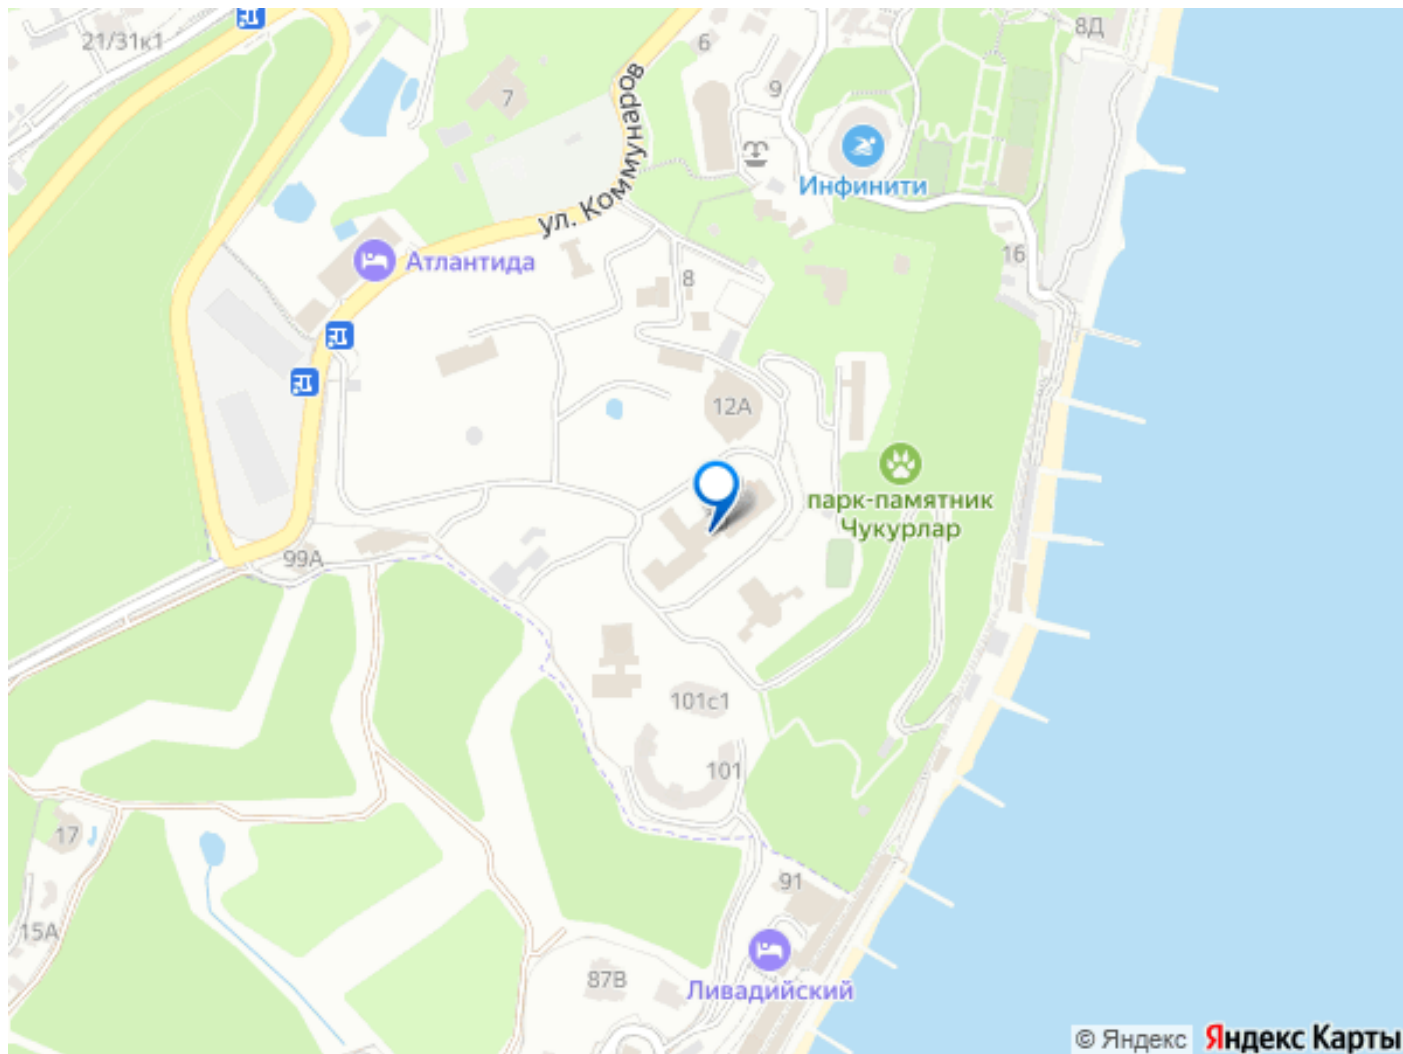 21/31к1
8Д
6
7
9
ул. Коммунаров
Инфинити
16
Атлантида
8
12А
парк-памятник
Чукурлар
99А
101с1
101
17
91
15А
87В
Ливадийский
© Яндекс Яндекс Карты